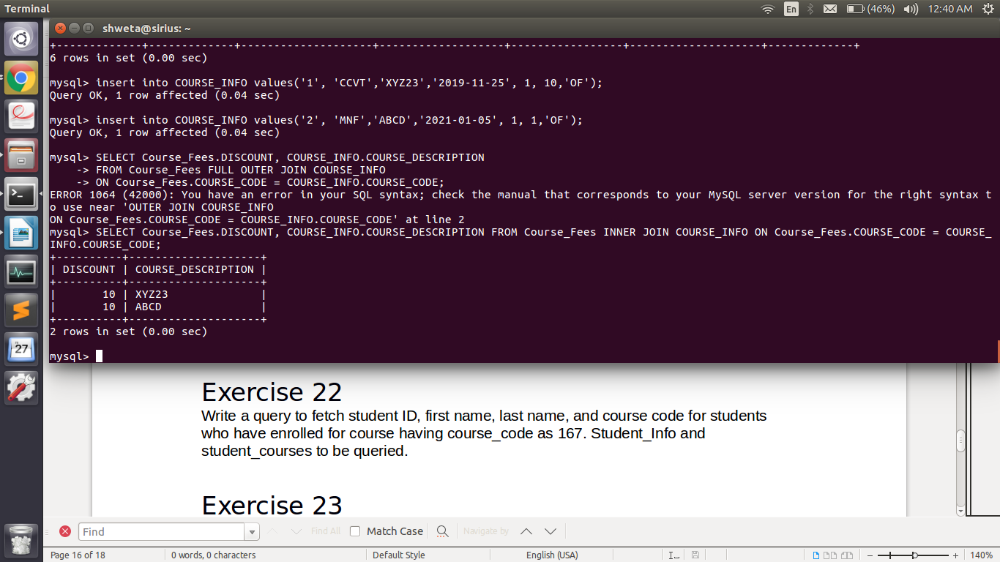 Terminal
En
(46%)
12:40 AM
shweta@sirius: ~
+-------------+------------+--------------------+------------------+----------------+--------------------+-------------+
6 rows in set (0.00 sec)
mysql> insert into COURSE_INFO values('1', 'CCVT','XYZ23','2019-11-25', 1, 10,'OF');
Query OK, 1 row affected (0.04 sec)
mysql> insert into COURSE_INFO values('2', 'MNF','ABCD','2021-01-05', 1, 1,'OF');
Query OK, 1 row affected (0.04 sec)
mysql> SELECT Course_Fees.DISCOUNT, COURSE_INFO.COURSE_DESCRIPTION
    -> FROM Course_Fees FULL OUTER JOIN COURSE_INFO
    -> ON Course_Fees.COURSE_CODE = COURSE_INFO.COURSE_CODE;
ERROR 1064 (42000): You have an error in your SQL syntax; check the manual that corresponds to your MySQL server version for the right syntax t
o use near 'OUTER JOIN COURSE_INFO
ON Course_Fees.COURSE_CODE = COURSE_INFO.COURSE_CODE' at line 2
mysql> SELECT Course_Fees.DISCOUNT, COURSE_INFO.COURSE_DESCRIPTION FROM Course_Fees INNER JOIN COURSE_INFO ON Course_Fees.COURSE_CODE = COURSE_
INFO.COURSE_CODE;
+----------+--------------------+
| DISCOUNT | COURSE_DESCRIPTION |
+----------+--------------------+
|       10 | XYZ23              |
|       10 | ABCD               |
+----------+--------------------+
2 rows in set (0.00 sec)
mysql>
27
Exercise 22
Write a query to fetch student ID, first name, last name, and course code for students
who have enrolled for course having course_code as 167. Student_Info and
student_courses to be queried.
Exercise 23
Find
Find All
Match Case
Navigate by
Page 16 of 18
0 words, 0 characters
Default Style
English (USA)
140%